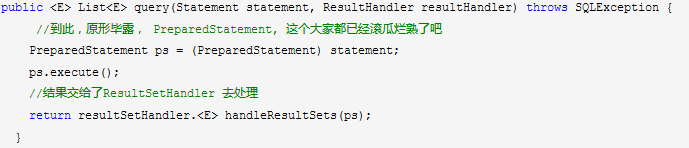 public <E> List<E> query(Statement statement, ResultHandler resultHandler) throws SQLException {
//到此，原形毕露， PreparedStatement, 这个大家都已经滚瓜烂熟了吧
PreparedStatement ps = (PreparedStatement) statement;
ps.execute();
//结果交给了ResultSetHandler 去处理
return resultSetHandler.<E> handleResultSets(ps);
}